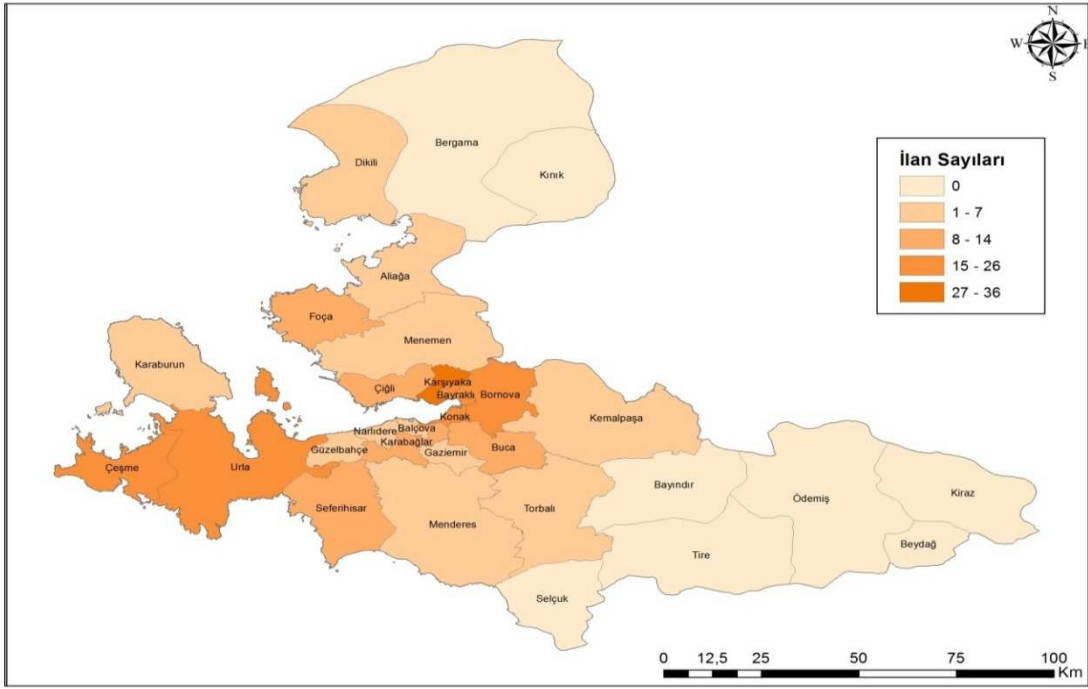 N
W
E
S
Bergama
Dikili
Kınık
İlan Sayıları
0
1 - 7
8 - 14
15 - 26
27 - 36
Aliağa
Foça
Menemen
Karaburun
Karşıyaka
Çiğli
Bayraklı
Bornova
Konak
Kemalpaşa
Balçova
Narlıdere
Karabağlar
Buca
Güzelbahçe
Gaziemir
Çeşme
Urla
Bayındır
Kiraz
Ödemiş
Seferihisar
Torbalı
Menderes
Beydağ
Tire
Selçuk
0 12,5 25 50 75 100
Km